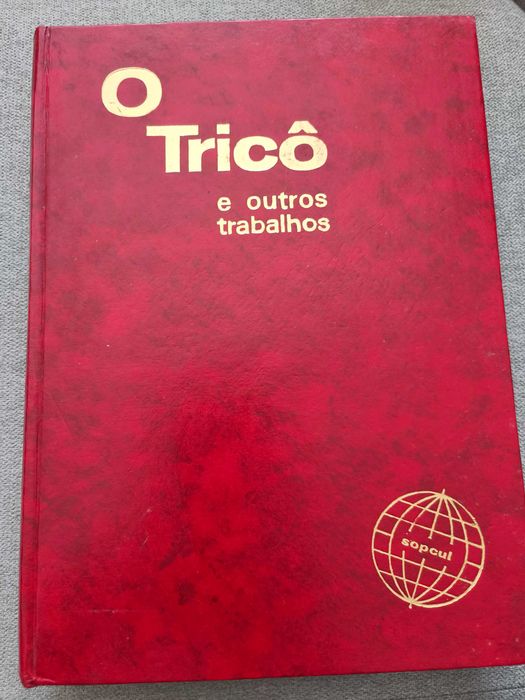 O
Tricô
e outros
trabalhos
sopcul